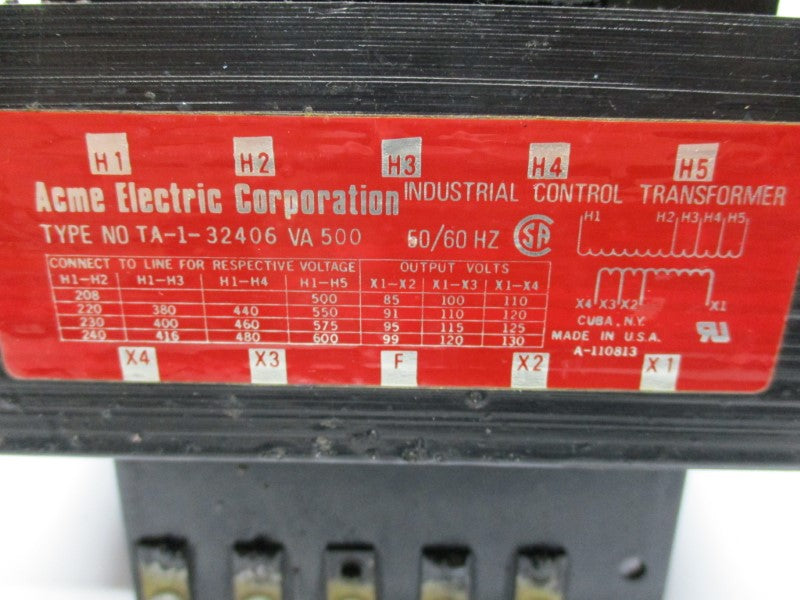 H1 H2 H3 H4 H5
Acme Electric Corporation INDUSTRIAL CONTROL TRANSFORMER
TYPE NO TA-1-32406 VA 500 50/60 HZ SA
H1 H2 H3 H4 H5
CONNECT TO LINE FOR RESPECTIVE VOLTAGE OUTPUT VOLTS
H1-H2 H1-H3 H1-H4 H1-H5 X1-X2 X1-X3 X1-X4
208 500 85 100 110
220 380 440 550 91 110 120
230 400 460 575 95 115 125
240 416 480 600 99 120 130
X4 X3 X2 X1
CUBA, N.Y.
MADE IN U.S.A.
A-110813
UR
X4 X3 F X2 X1